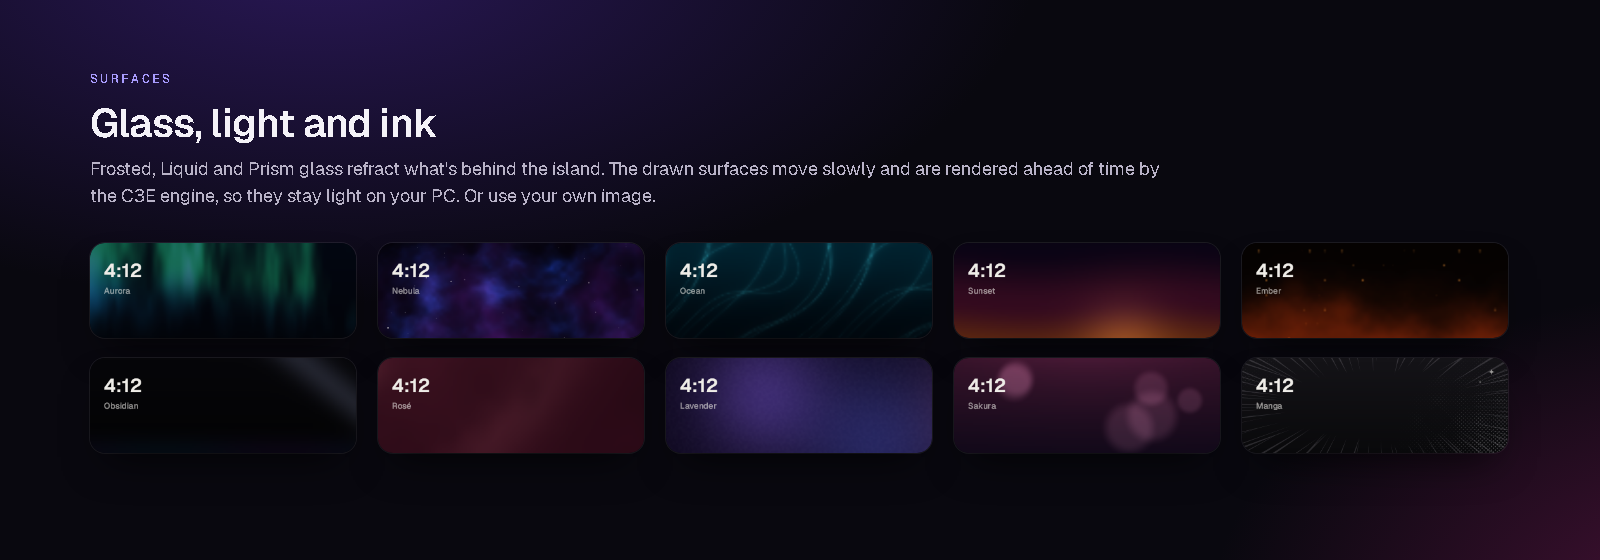 SURFACES
Glass, light and ink
Frosted, Liquid and Prism glass refract what's behind the island. The drawn surfaces move slowly and are rendered ahead of time by
the C3E engine, so they stay light on your PC. Or use your own image.
4:12
Aurora
4:12
Nebula
4:12
Ocean
4:12
Sunset
4:12
Ember
4:12
Obsidian
4:12
Rosé
4:12
Lavender
4:12
Sakura
4:12
Manga